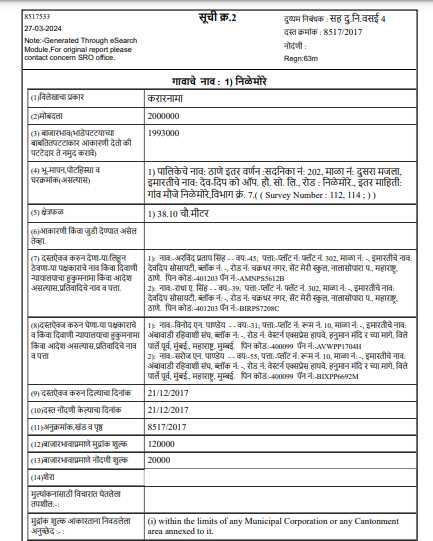 8517533
27-03-2024
Note:-Generated Through eSearch
Module,For original report please
contact concern SRO office.
सूची क्र.2
दुय्यम निबंधक : सह दु.नि.वसई 4
दस्त क्रमांक : 8517/2017
नोदंणी :
Regn:63m
गावाचे नाव : 1) निळेमोरे
(1)विलेखाचा प्रकार
करारनामा
(2)मोबदला
2000000
(3) बाजारभाव(भाडेपटटयाच्या
बाबतितपटटाकार आकारणी देतो की
पटटेदार ते नमुद करावे)
1993000
(4) भू-मापन,पोटहिस्सा व
घरक्रमांक(असल्यास)
1) पालिकेचे नाव: ठाणे इतर वर्णन :सदनिका नं: 202, माळा नं: दुसरा मजला,
इमारतीचे नाव: देव-दिप को ऑप. हौ. सो. लि., रोड : निळेमोरे., इतर माहिती:
गांव मौजे निळेमोरे,विभाग क्रं. 7.( ( Survey Number : 112, 114 ; ) )
(5) क्षेत्रफळ
1) 38.10 चौ.मीटर
(6)आकारणी किंवा जुडी देण्यात असेल
तेव्हा.
(7) दस्तऐवज करुन देणा-या/लिहून
ठेवणा-या पक्षकाराचे नाव किंवा दिवाणी
न्यायालयाचा हुकुमनामा किंवा आदेश
असल्यास,प्रतिवादिचे नाव व पत्ता.
1): नाव:-अरविंद प्रताप सिंह - - वय:-45; पत्ता:-प्लॉट नं: फ्लॅट नं. 302, माळा नं: -, इमारतीचे नाव:
देवदिप सोसायटी, ब्लॉक नं: -, रोड नं: चक्रधर नगर, सेंट मेरी स्कुल, नालासोपारा प., महाराष्ट्र,
ठाणे. पिन कोड:-401203 पॅन नं:-AMNPS5612B
2): नाव:-राधा ए. सिंह - - वय:-39; पत्ता:-प्लॉट नं: फ्लॅट नं. 302, माळा नं: -, इमारतीचे नाव:
देवदिप सोसायटी, ब्लॉक नं: -, रोड नं: चक्रधर नगर, सेंट मेरी स्कुल, नालासोपारा प., महाराष्ट्र,
ठाणे. पिन कोड:-401203 पॅन नं:-BIRPS7208C
(8)दस्तऐवज करुन घेणा-या पक्षकाराचे
व किंवा दिवाणी न्यायालयाचा हुकुमनामा
किंवा आदेश असल्यास,प्रतिवादिचे नाव
व पत्ता
1): नाव:-विनोद एन. पाण्डेय - - वय:-31; पत्ता:-प्लॉट नं: रूम नं. 10, माळा नं: -, इमारतीचे नाव:
अंबावाडी रहिवाशी संघ, ब्लॉक नं: -, रोड नं: वेस्टर्न एक्सप्रेस हायवे, हनुमान मंदि र च्या मागे, विले
पार्ले पूर्व, मुंबई., महाराष्ट्र, मुम्बई. पिन कोड:-400099 पॅन नं:-AVWPP1704H
2): नाव:-सरोज एन. पाण्डेय - - वय:-26; पत्ता:-प्लॉट नं: रूम नं. 10, माळा नं: -, इमारतीचे नाव:
अंबावाडी रहिवाशी संघ, ब्लॉक नं: -, रोड नं: वेस्टर्न एक्सप्रेस हायवे, हनुमान मंदि र च्या मागे, विले
पार्ले पूर्व, मुंबई., महाराष्ट्र, मुम्बई. पिन कोड:-400099 पॅन नं:-BIXPP6692M
(9) दस्तऐवज करुन दिल्याचा दिनांक
21/12/2017
(10)दस्त नोंदणी केल्याचा दिनांक
21/12/2017
(11)अनुक्रमांक,खंड व पृष्ठ
8517/2017
(12)बाजारभावाप्रमाणे मुद्रांक शुल्क
120000
(13)बाजारभावाप्रमाणे नोंदणी शुल्क
20000
(14)शेरा
मुल्यांकनासाठी विचारात घेतलेला
तपशील:-:
मुद्रांक शुल्क आकारताना निवडलेला
अनुच्छेद :- :
(i) within the limits of any Municipal Corporation or any Cantonment
area annexed to it.